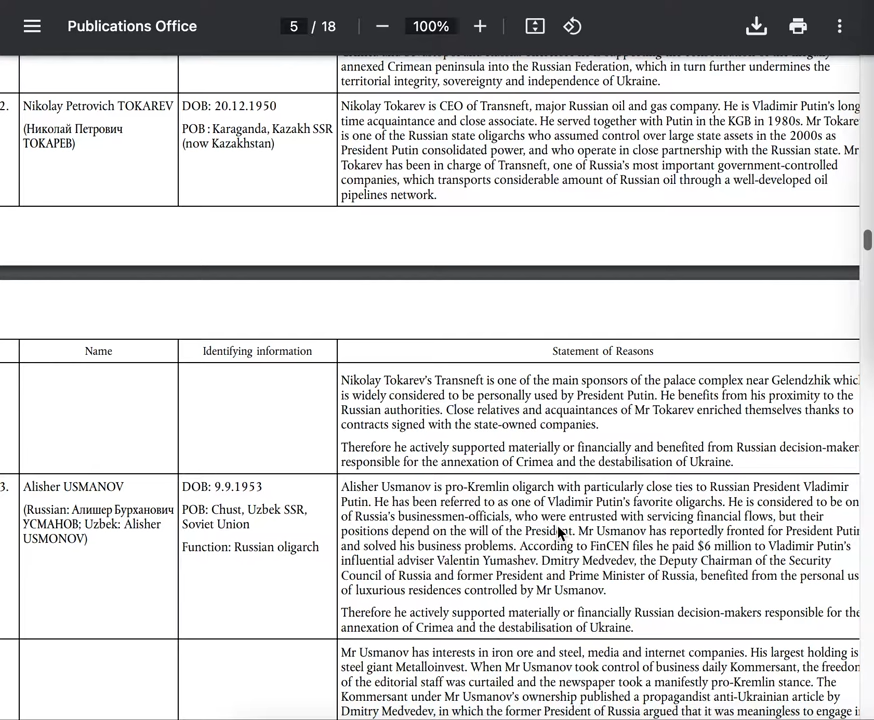 Publications Office
5 / 18
100%
annexed Crimean peninsula into the Russian Federation, which in turn further undermines the
territorial integrity, sovereignty and independence of Ukraine.
2.
Nikolay Petrovich TOKAREV
(Николай Петрович
ТОКАРЕВ)
DOB: 20.12.1950
POB : Karaganda, Kazakh SSR
(now Kazakhstan)
Nikolay Tokarev is CEO of Transneft, major Russian oil and gas company. He is Vladimir Putin's long
time acquaintance and close associate. He served together with Putin in the KGB in 1980s. Mr Tokare
is one of the Russian state oligarchs who assumed control over large state assets in the 2000s as
President Putin consolidated power, and who operate in close partnership with the Russian state. Mr
Tokarev has been in charge of Transneft, one of Russia's most important government-controlled
companies, which transports considerable amount of Russian oil through a well-developed oil
pipelines network.
Name
Identifying information
Statement of Reasons
Nikolay Tokarev's Transneft is one of the main sponsors of the palace complex near Gelendzhik whic
is widely considered to be personally used by President Putin. He benefits from his proximity to the
Russian authorities. Close relatives and acquaintances of Mr Tokarev enriched themselves thanks to
contracts signed with the state-owned companies.
Therefore he actively supported materially or financially and benefited from Russian decision-maker
responsible for the annexation of Crimea and the destabilisation of Ukraine.
3.
Alisher USMANOV
(Russian: Алишер Бурханович
УСМАНОВ; Uzbek: Alisher
USMONOV)
DOB: 9.9.1953
POB: Chust, Uzbek SSR,
Soviet Union
Function: Russian oligarch
Alisher Usmanov is pro-Kremlin oligarch with particularly close ties to Russian President Vladimir
Putin. He has been referred to as one of Vladimir Putin's favorite oligarchs. He is considered to be on
of Russia's businessmen-officials, who were entrusted with servicing financial flows, but their
positions depend on the will of the President. Mr Usmanov has reportedly fronted for President Putin
and solved his business problems. According to FinCEN files he paid $6 million to Vladimir Putin's
influential adviser Valentin Yumashev. Dmitry Medvedev, the Deputy Chairman of the Security
Council of Russia and former President and Prime Minister of Russia, benefited from the personal us
of luxurious residences controlled by Mr Usmanov.
Therefore he actively supported materially or financially Russian decision-makers responsible for the
annexation of Crimea and the destabilisation of Ukraine.
Mr Usmanov has interests in iron ore and steel, media and internet companies. His largest holding is
steel giant Metalloinvest. When Mr Usmanov took control of business daily Kommersant, the freedom
of the editorial staff was curtailed and the newspaper took a manifestly pro-Kremlin stance. The
Kommersant under Mr Usmanov's ownership published a propagandist anti-Ukrainian article by
Dmitry Medvedev, in which the former President of Russia argued that it was meaningless to engage i